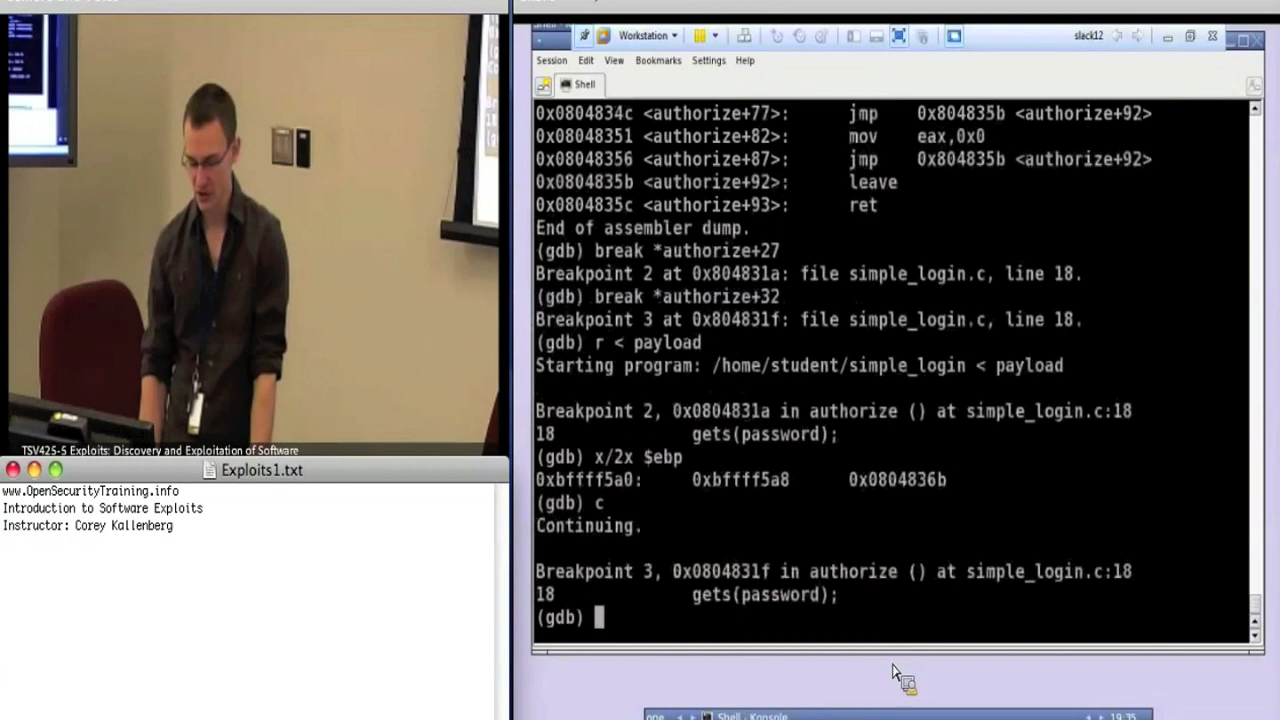 TSV425-5 Exploits: Discovery and Exploitation of Software
Exploits1.txt
www.OpenSecurityTraining.info
Introduction to Software Exploits
Instructor: Corey Kallenberg
Workstation
slack12
Session Edit View Bookmarks Settings Help
Shell
0x0804834c <authorize+77>: jmp 0x804835b <authorize+92>
0x08048351 <authorize+82>: mov eax,0x0
0x08048356 <authorize+87>: jmp 0x804835b <authorize+92>
0x0804835b <authorize+92>: leave
0x0804835c <authorize+93>: ret
End of assembler dump.
(gdb) break *authorize+27
Breakpoint 2 at 0x804831a: file simple_login.c, line 18.
(gdb) break *authorize+32
Breakpoint 3 at 0x804831f: file simple_login.c, line 18.
(gdb) r < payload
Starting program: /home/student/simple_login < payload
Breakpoint 2, 0x0804831a in authorize () at simple_login.c:18
18 gets(password);
(gdb) x/2x $ebp
0xbffff5a0: 0xbffff5a8 0x0804836b
(gdb) c
Continuing.
Breakpoint 3, 0x0804831f in authorize () at simple_login.c:18
18 gets(password);
(gdb)
Shell - Konsole
19:35